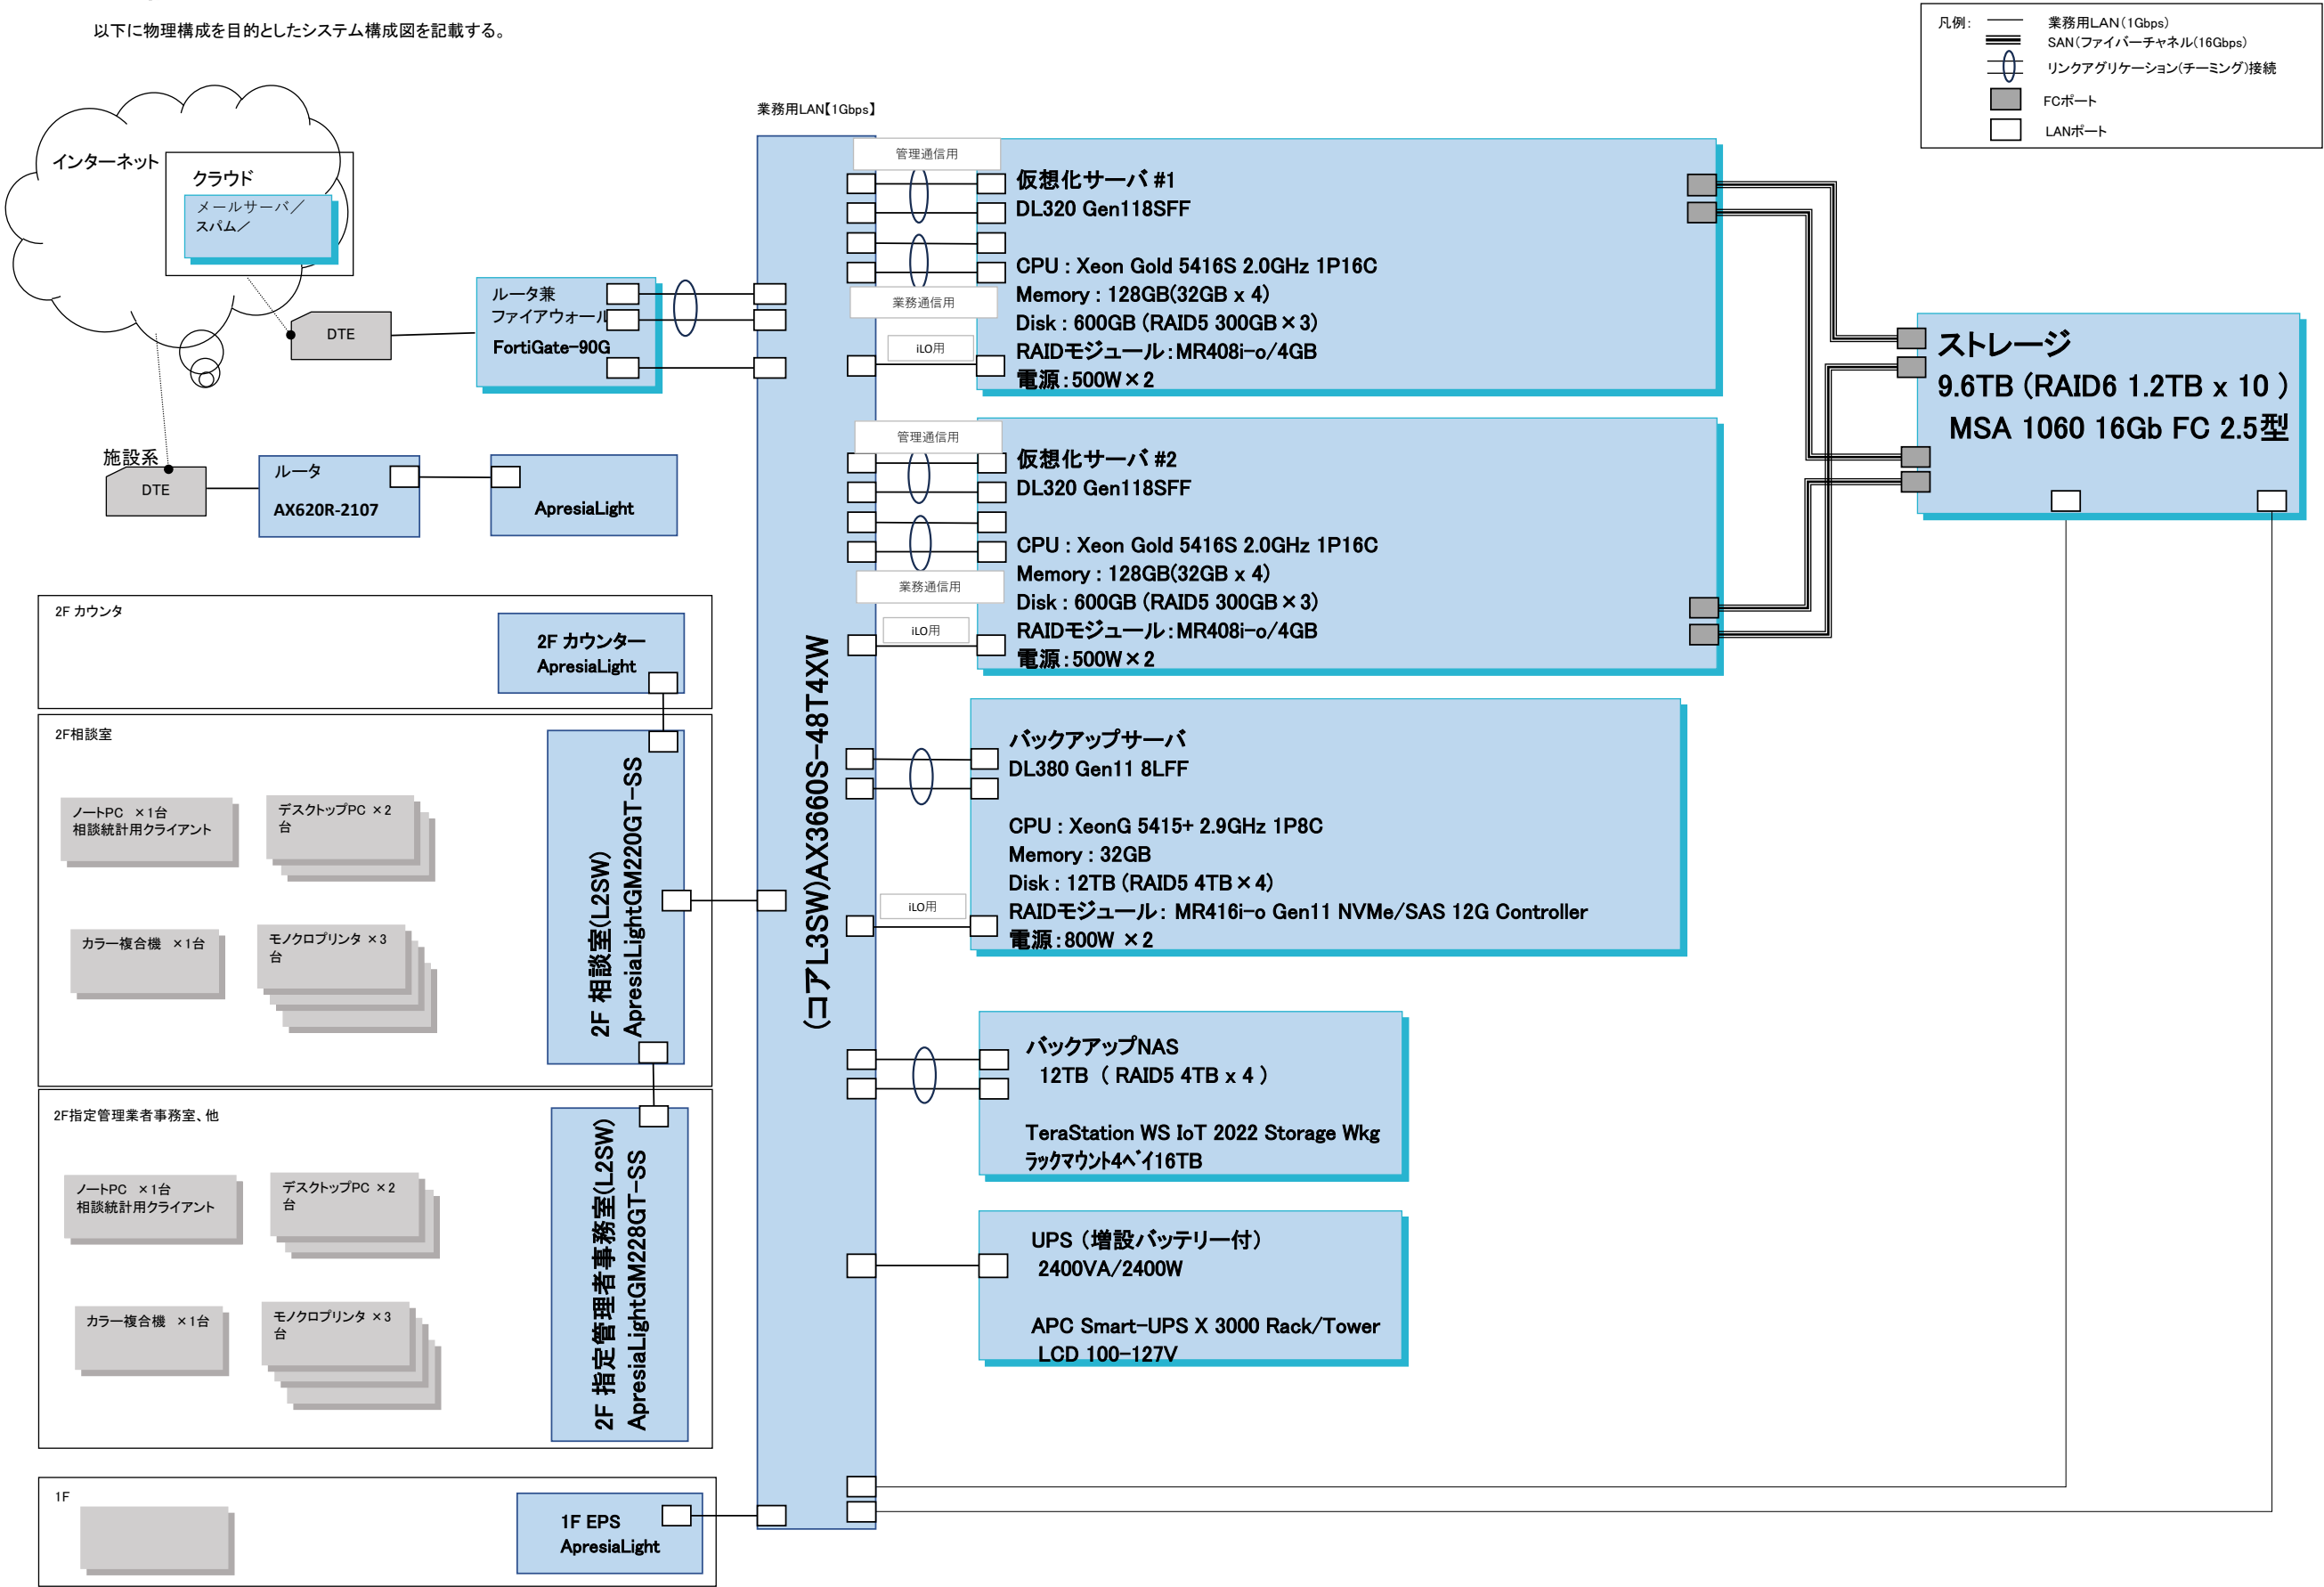 以下に物理構成を目的としたシステム構成図を記載する。
凡例：
業務用LAN（1Gbps）
SAN（ファイバーチャネル（16Gbps）
リンクアグリケーション（チーミング）接続
FCポート
LANポート
インターネット
クラウド
メールサーバ／
スパム／
DTE
ルータ兼
ファイアウォール
FortiGate-90G
施設系
DTE
ルータ
AX620R-2107
ApresiaLight
業務用LAN【1Gbps】
(コアL3SW)AX3660S-48T4XW
管理通信用
業務通信用
iLO用
仮想化サーバ #1
DL320 Gen118SFF
CPU : Xeon Gold 5416S 2.0GHz 1P16C
Memory : 128GB(32GB x 4)
Disk : 600GB (RAID5 300GB×3)
RAIDモジュール：MR408i-o/4GB
電源：500W×2
管理通信用
業務通信用
iLO用
仮想化サーバ #2
DL320 Gen118SFF
CPU : Xeon Gold 5416S 2.0GHz 1P16C
Memory : 128GB(32GB x 4)
Disk : 600GB (RAID5 300GB×3)
RAIDモジュール：MR408i-o/4GB
電源：500W×2
ストレージ
9.6TB (RAID6 1.2TB x 10 )
MSA 1060 16Gb FC 2.5型
iLO用
バックアップサーバ
DL380 Gen11 8LFF
CPU : XeonG 5415+ 2.9GHz 1P8C
Memory : 32GB
Disk : 12TB (RAID5 4TB×4)
RAIDモジュール： MR416i-o Gen11 NVMe/SAS 12G Controller
電源：800W ×2
バックアップNAS
12TB （ RAID5 4TB x 4 ）
TeraStation WS IoT 2022 Storage Wkg
ﾗｯｸﾏｳﾝﾄ4ﾍﾞｲ16TB
UPS （増設バッテリー付）
2400VA/2400W
APC Smart-UPS X 3000 Rack/Tower
LCD 100-127V
2F カウンタ
2F カウンター
ApresiaLight
2F相談室
ノートPC ×1台
相談統計用クライアント
デスクトップPC ×2
台
カラー複合機 ×1台
モノクロプリンタ ×3
台
2F 相談室(L2SW)
ApresiaLightGM220GT-SS
2F指定管理業者事務室、他
ノートPC ×1台
相談統計用クライアント
デスクトップPC ×2
台
カラー複合機 ×1台
モノクロプリンタ ×3
台
2F 指定管理者事務室(L2SW)
ApresiaLightGM228GT-SS
1F
1F EPS
ApresiaLight